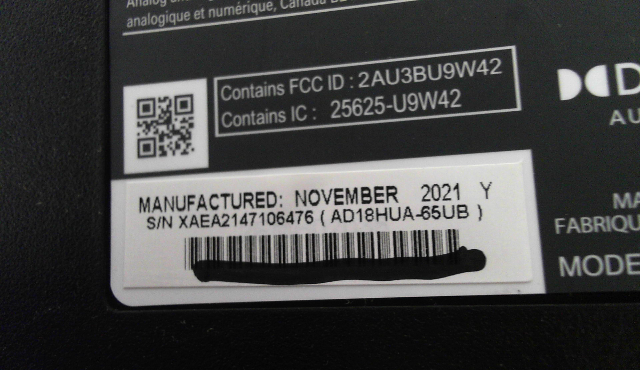 analogique et numérique, Canada
Contains FCC ID : 2AU3BU9W42
Contains IC : 25625-U9W42
AU
MANUFACTURED: NOVEMBER 2021 Y
S/N XAEA2147106476 ( AD18HUA-65UB )
MA
FABRIQU
MODE